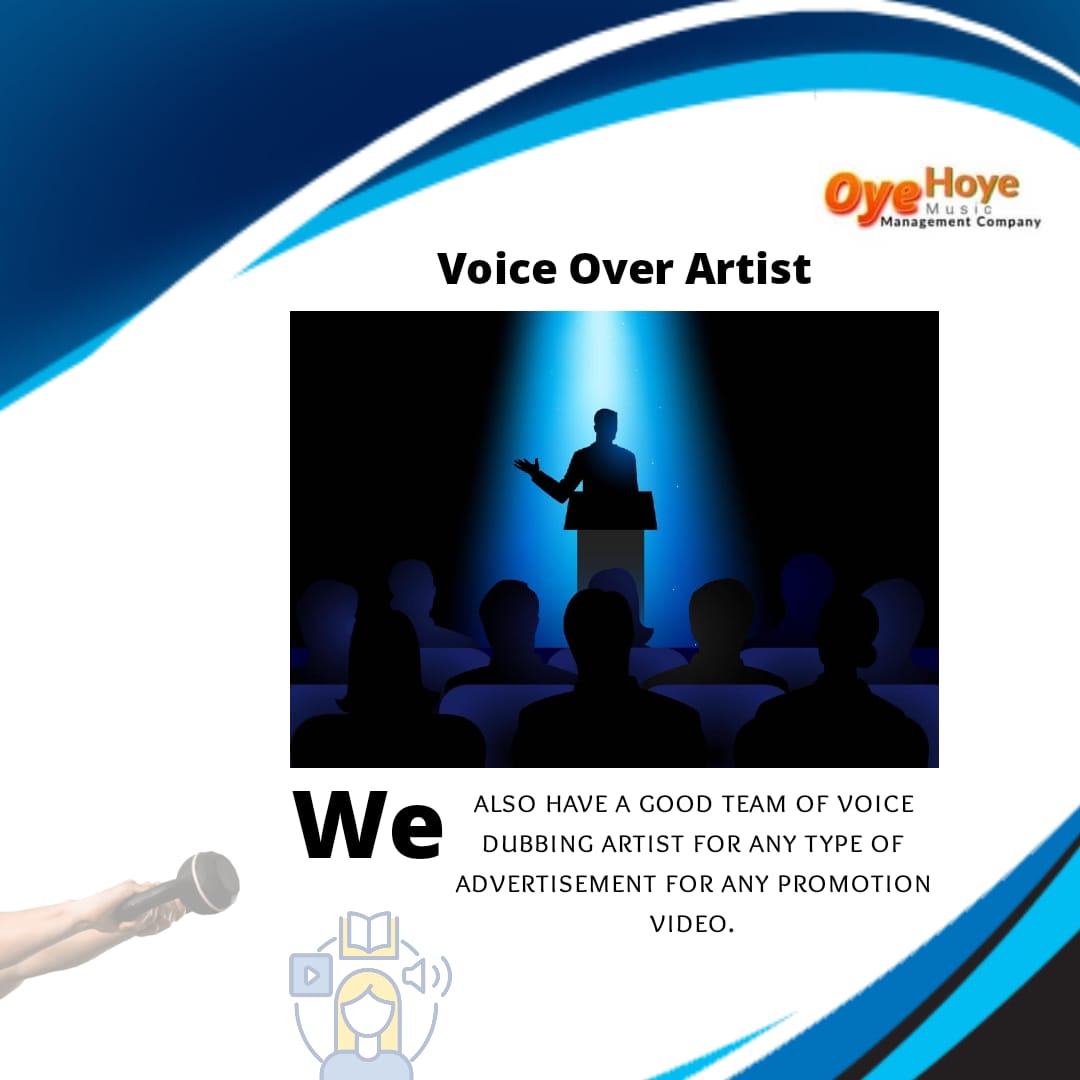 Oye Hoye
Music
Management Company
Voice Over Artist
We
ALSO HAVE A GOOD TEAM OF VOICE
DUBBING ARTIST FOR ANY TYPE OF
ADVERTISEMENT FOR ANY PROMOTION
VIDEO.